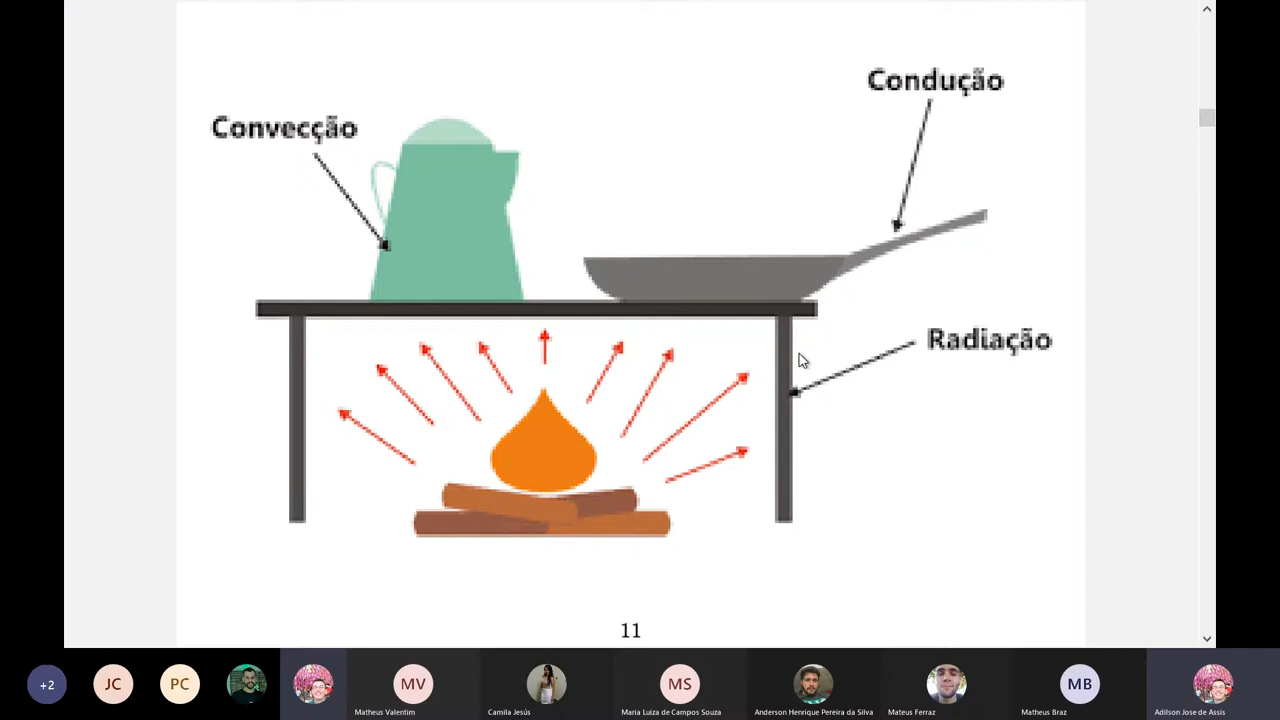 Condução
Convecção
Radiação
11
+2
JC
PC
MV
MS
MB
Matheus Valentim
Camila Jesús
Maria Luiza de Campos Souza
Anderson Henrique Pereira da Silva
Mateus Ferraz
Matheus Braz
Adilson Jose de Assis